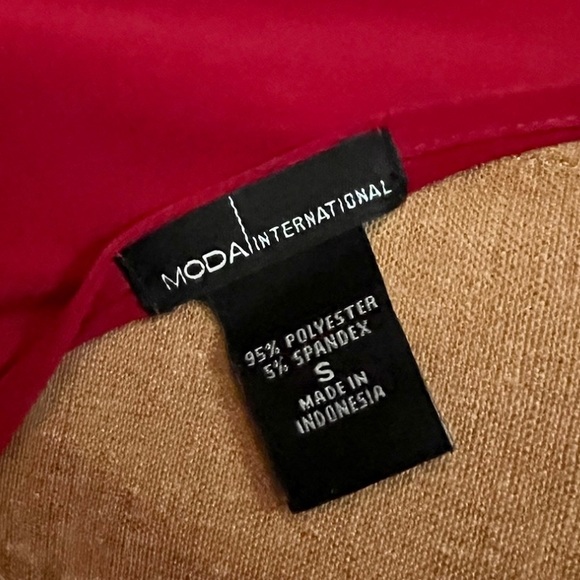 MODA INTERNATIONAL
95% POLYESTER
5% SPANDEX
S
MADE IN
INDONESIA